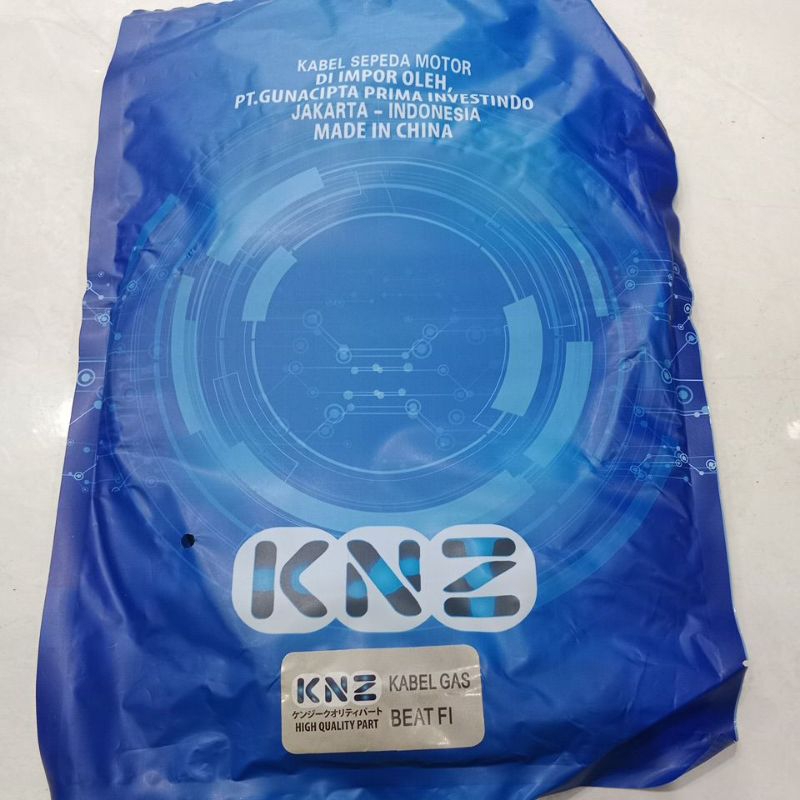 KABEL SEPEDA MOTOR
DI IMPOR OLEH,
PT.GUNACIPTA PRIMA INVESTINDO
JAKARTA - INDONESIA
MADE IN CHINA
KNZ
KNZ
ケンジークオリティパート
HIGH QUALITY PART
KABEL GAS
BEAT FI